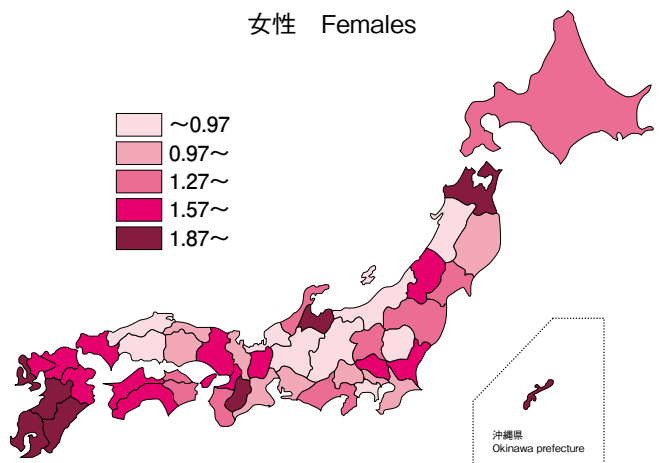 女性　Females
～0.97
0.97～
1.27～
1.57～
1.87～
沖縄県
Okinawa prefecture